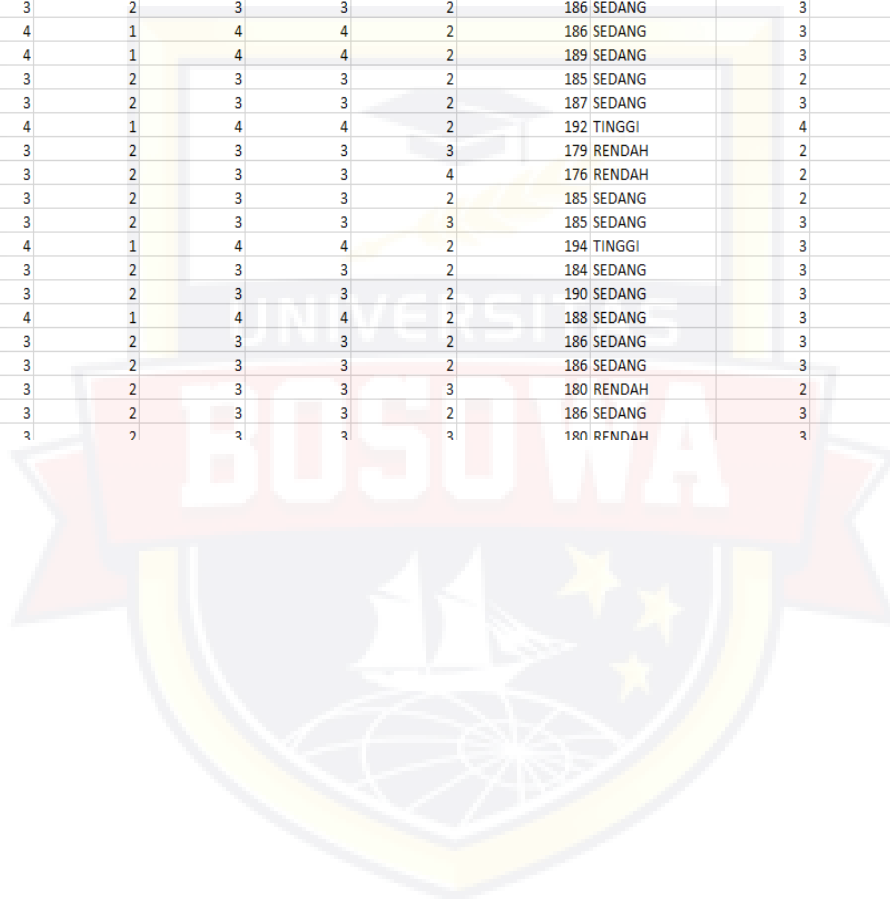 3 2 3 3 2 186 SEDANG 3
4 1 4 4 2 186 SEDANG 3
4 1 4 4 2 189 SEDANG 3
3 2 3 3 2 185 SEDANG 2
3 2 3 3 2 187 SEDANG 3
4 1 4 4 2 192 TINGGI 4
3 2 3 3 3 179 RENDAH 2
3 2 3 3 4 176 RENDAH 2
3 2 3 3 2 185 SEDANG 2
3 2 3 3 3 185 SEDANG 3
4 1 4 4 2 194 TINGGI 3
3 2 3 3 2 184 SEDANG 3
3 2 3 3 2 190 SEDANG 3
4 1 4 4 2 188 SEDANG 3
3 2 3 3 2 186 SEDANG 3
3 2 3 3 2 186 SEDANG 3
3 2 3 3 3 180 RENDAH 2
3 2 3 3 2 186 SEDANG 3
3 2 3 3 3 180 RENDAH 3
UNIVERSITAS
BOSOWA